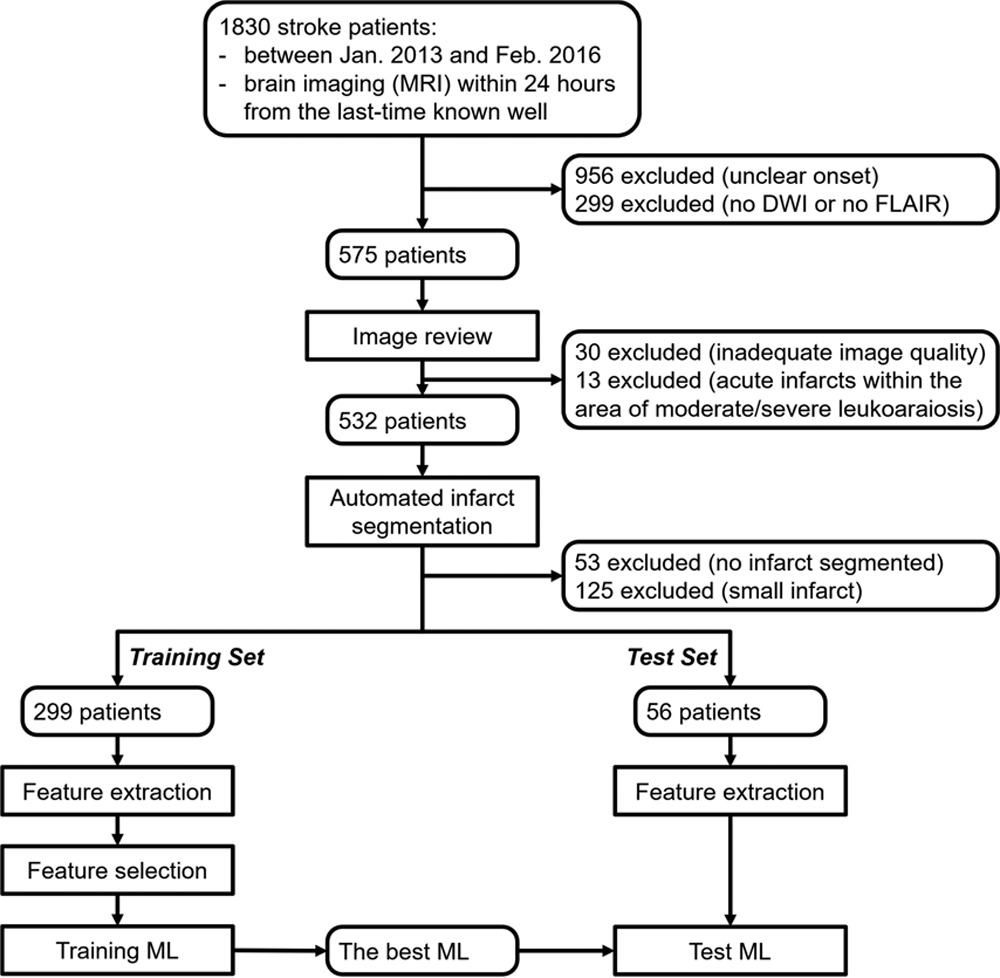 1830 stroke patients:
- between Jan. 2013 and Feb. 2016
- brain imaging (MRI) within 24 hours
from the last-time known well
956 excluded (unclear onset)
299 excluded (no DWI or no FLAIR)
575 patients
Image review
30 excluded (inadequate image quality)
13 excluded (acute infarcts within the
area of moderate/severe leukoaraiosis)
532 patients
Automated infarct
segmentation
53 excluded (no infarct segmented)
125 excluded (small infarct)
Training Set
Test Set
299 patients
56 patients
Feature extraction
Feature extraction
Feature selection
Training ML
The best ML
Test ML